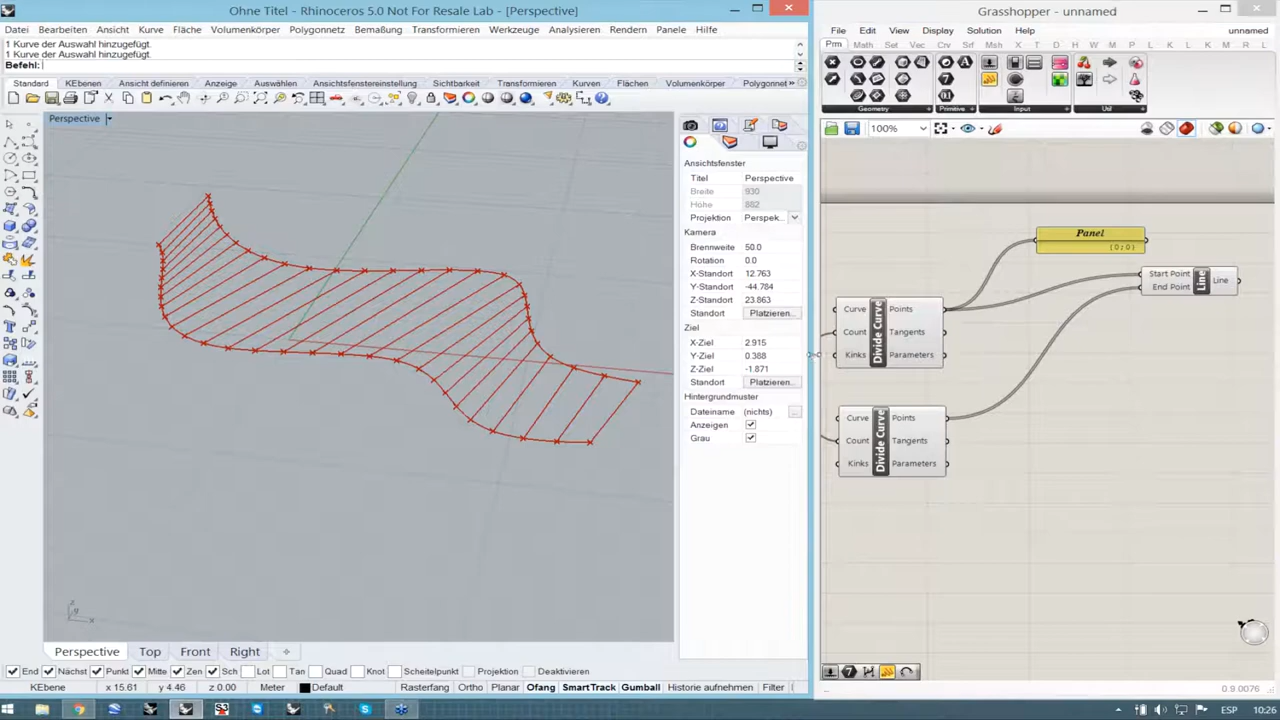 Ohne Titel - Rhinoceros 5.0 Not For Resale Lab - [Perspective]
Datei Bearbeiten Ansicht Kurve Fläche Volumenkörper Polygonnetz Bemaßung Transformieren Werkzeuge Analysieren Rendern Panele Hilfe
1 Kurve der Auswahl hinzugefügt.
1 Kurve der Auswahl hinzugefügt.
Befehl:
Standard KEbenen Ansicht definieren Anzeige Auswählen Ansichtsfenstereinstellung Sichtbarkeit Transformieren Kurven Flächen Volumenkörper Polygonnet
Perspective
Ansichtsfenster
Titel Perspective
Breite 930
Höhe 882
Projektion Perspek...
Kamera
Brennweite 50.0
Rotation 0.0
X-Standort 12.763
Y-Standort -44.784
Z-Standort 23.863
Standort Platzieren...
Ziel
X-Ziel 2.915
Y-Ziel 0.388
Z-Ziel -1.871
Standort Platzieren...
Hintergrundmuster
Dateiname (nichts) ...
Anzeigen
Grau
z
y
x
Perspective Top Front Right
End Nächst Punkt Mitte Zen Sch Lot Tan Quad Knot Scheitelpunkt Projektion Deaktivieren
KEbene x 15.61 y 4.46 z 0.00 Meter Default Rasterfang Ortho Planar Ofang SmartTrack Gumball Historie aufnehmen Filter
Grasshopper - unnamed
File Edit View Display Solution Help unnamed
Prm Math Set Vec Crv Srf Msh X T D K L K E M P W
Geometry Primitive Input Util
100%
Panel
{0;0}
Start Point
End Point
Line
Line
Curve
Count
Kinks
Divide Curve
Points
Tangents
Parameters
Curve
Count
Kinks
Divide Curve
Points
Tangents
Parameters
0.9.0076
ESP 10:26